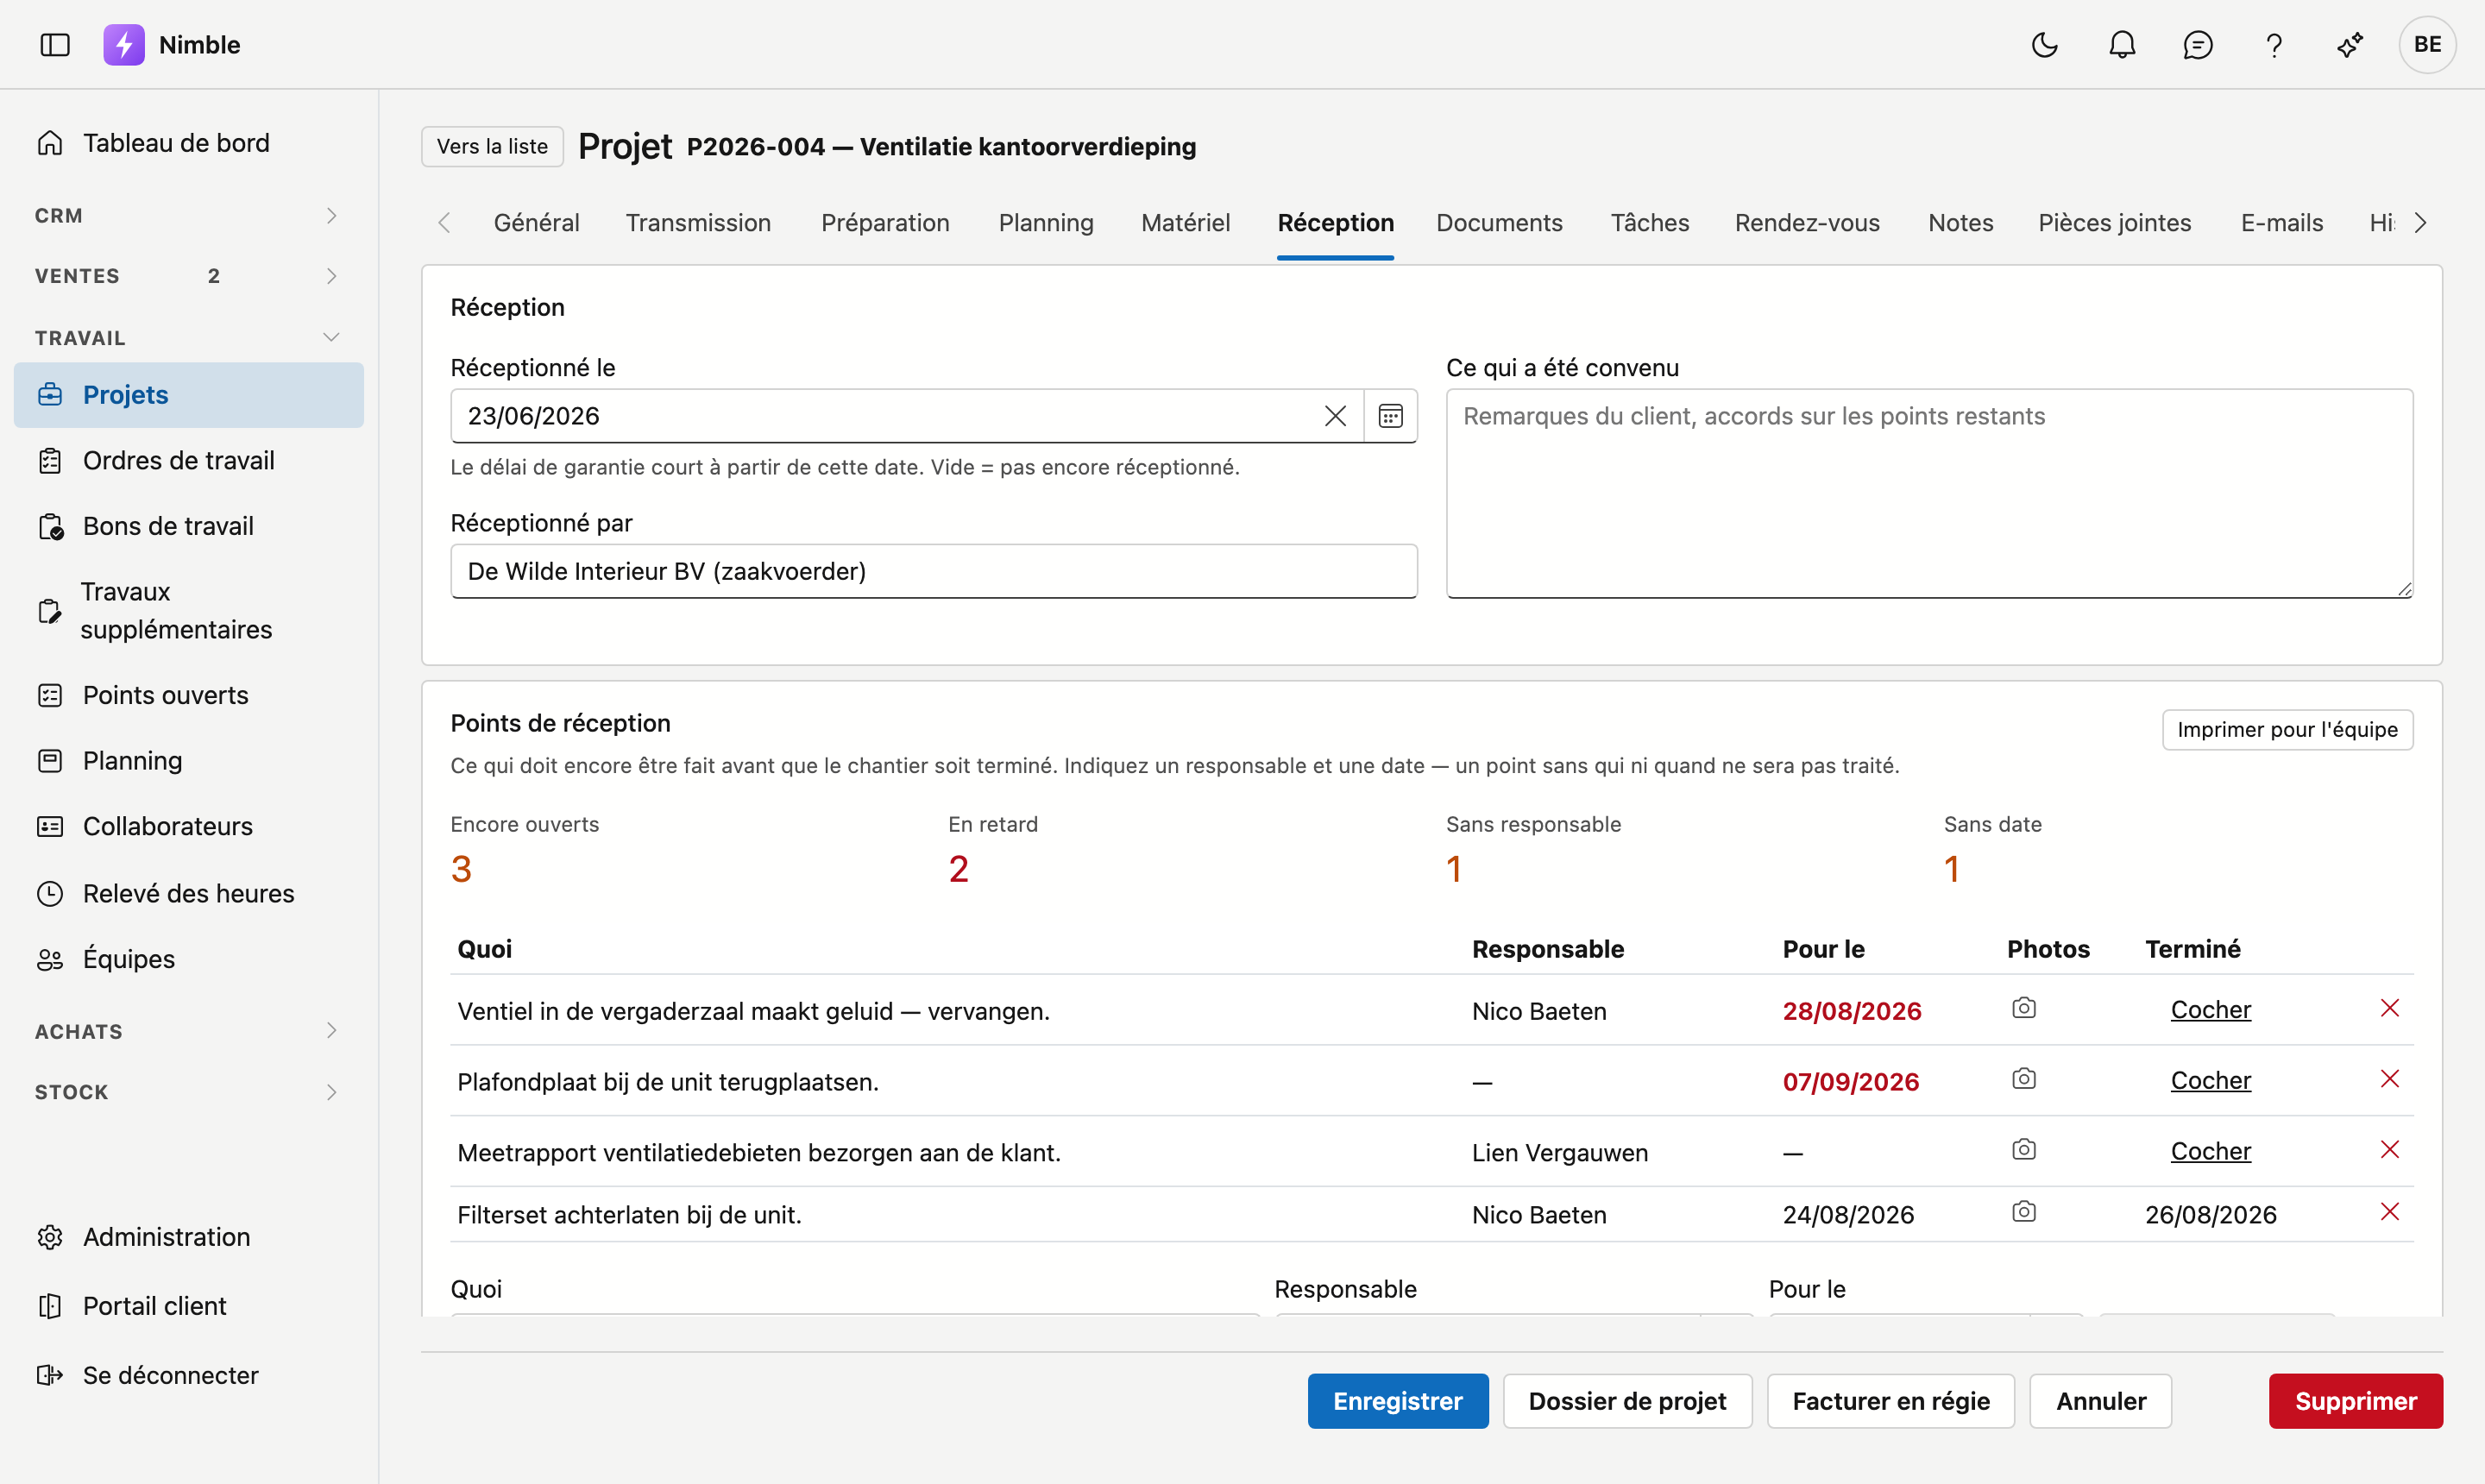 Nimble
BE
Tableau de bord
CRM
VENTES 2
TRAVAIL
Projets
Ordres de travail
Bons de travail
Travaux
supplémentaires
Points ouverts
Planning
Collaborateurs
Relevé des heures
Équipes
ACHATS
STOCK
Administration
Portail client
Se déconnecter
Vers la liste Projet P2026-004 — Ventilatie kantoorverdieping
Général Transmission Préparation Planning Matériel Réception Documents Tâches Rendez-vous Notes Pièces jointes E-mails
Réception
Réceptionné le
23/06/2026
Le délai de garantie court à partir de cette date. Vide = pas encore réceptionné.
Réceptionné par
De Wilde Interieur BV (zaakvoerder)
Ce qui a été convenu
Remarques du client, accords sur les points restants
Points de réception
Imprimer pour l'équipe
Ce qui doit encore être fait avant que le chantier soit terminé. Indiquez un responsable et une date — un point sans qui ni quand ne sera pas traité.
Encore ouverts En retard Sans responsable Sans date
3 2 1 1
Quoi Responsable Pour le Photos Terminé
Ventiel in de vergaderzaal maakt geluid — vervangen. Nico Baeten 28/08/2026 Cocher
Plafondplaat bij de unit terugplaatsen. — 07/09/2026 Cocher
Meetrapport ventilatiedebieten bezorgen aan de klant. Lien Vergauwen — Cocher
Filterset achterlaten bij de unit. Nico Baeten 24/08/2026 26/08/2026
Quoi Responsable Pour le
Enregistrer Dossier de projet Facturer en régie Annuler Supprimer